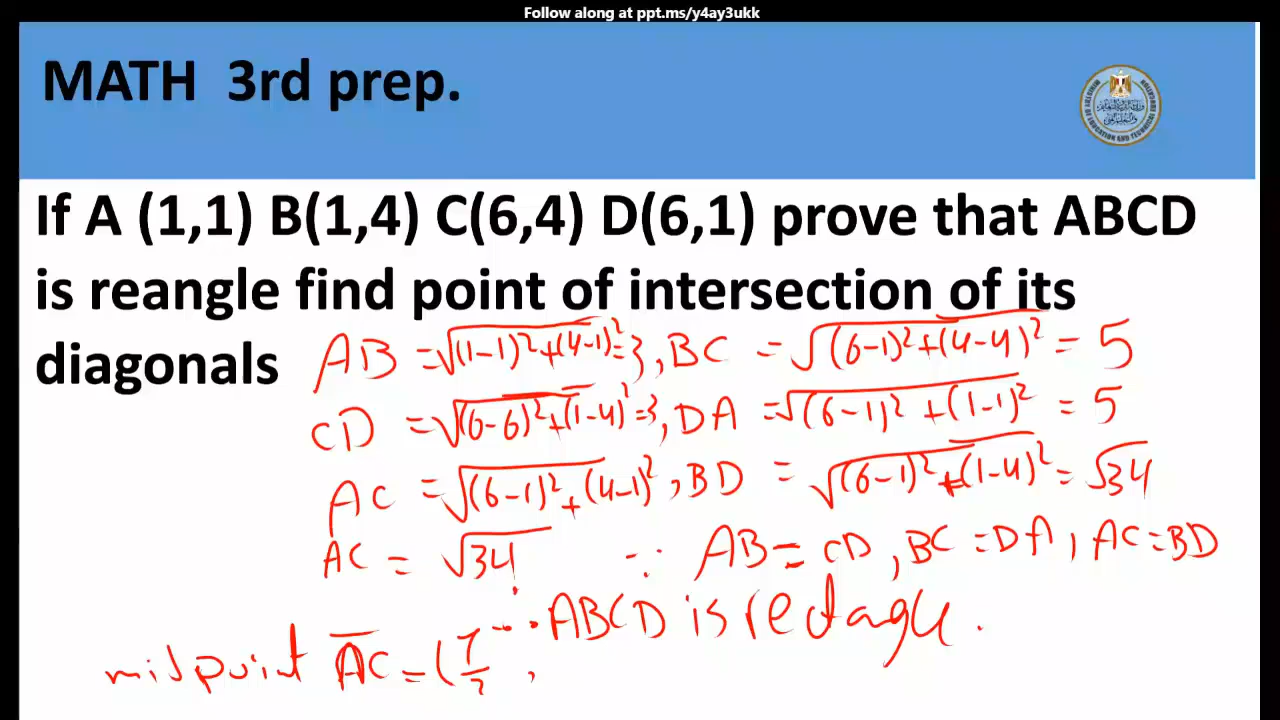 Follow along at ppt.ms/y4ay3ukk
MATH 3rd prep.
If A (1,1) B(1,4) C(6,4) D(6,1) prove that ABCD
is reangle find point of intersection of its
diagonals
AB = √(1-1)²+(4-1)² = 3, BC = √(6-1)²+(4-4)² = 5
CD = √(6-6)²+(1-4)² = 3, DA = √(6-1)²+(1-1)² = 5
AC = √(6-1)²+(4-1)², BD = √(6-1)²+(1-4)² = √34
AC = √34 ∵ AB = CD, BC = DA, AC = BD
∴ ABCD is rectagle.
midpoint AC = (7/2,